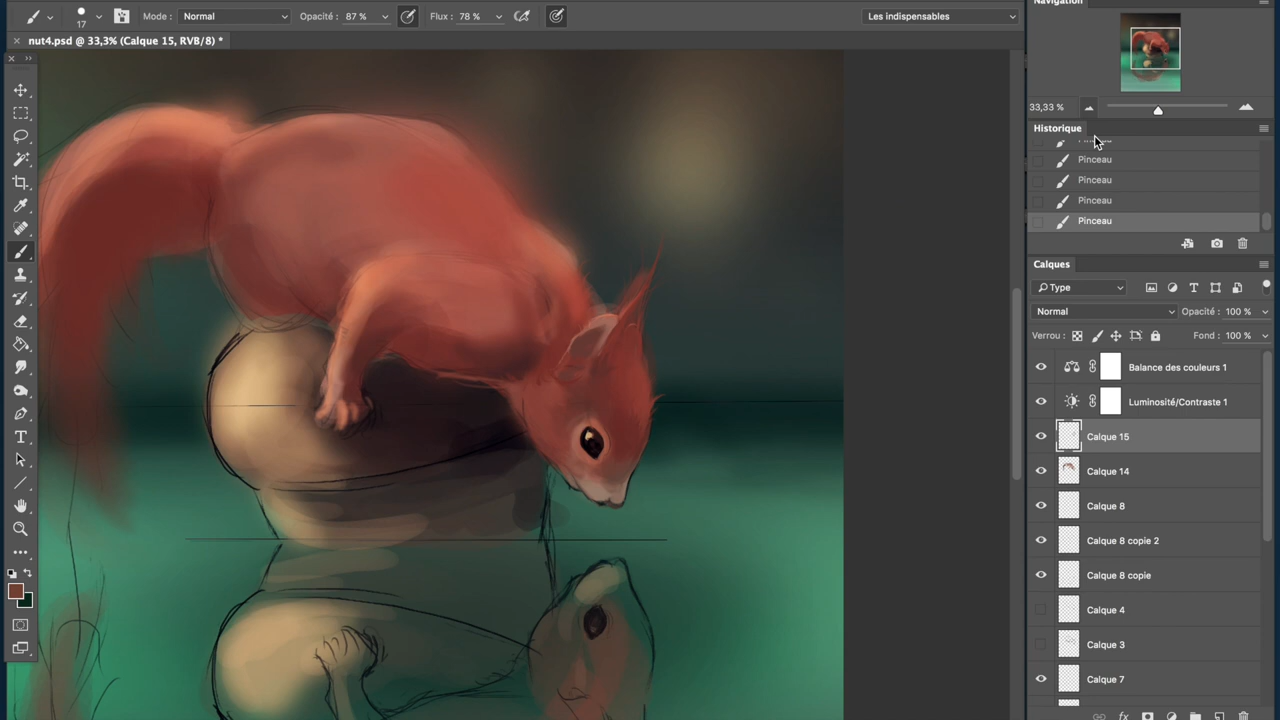 17
Mode :
Normal
Opacité : 87 %
Flux : 78 %
Les indispensables
nut4.psd @ 33,3% (Calque 15, RVB/8) *
Navigation
33,33 %
Historique
Pinceau
Pinceau
Pinceau
Pinceau
Pinceau
Calques
Type
Normal
Opacité : 100 %
Verrou :
Fond : 100 %
Balance des couleurs 1
Luminosité/Contraste 1
Calque 15
Calque 14
Calque 8
Calque 8 copie 2
Calque 8 copie
Calque 4
Calque 3
Calque 7
fx